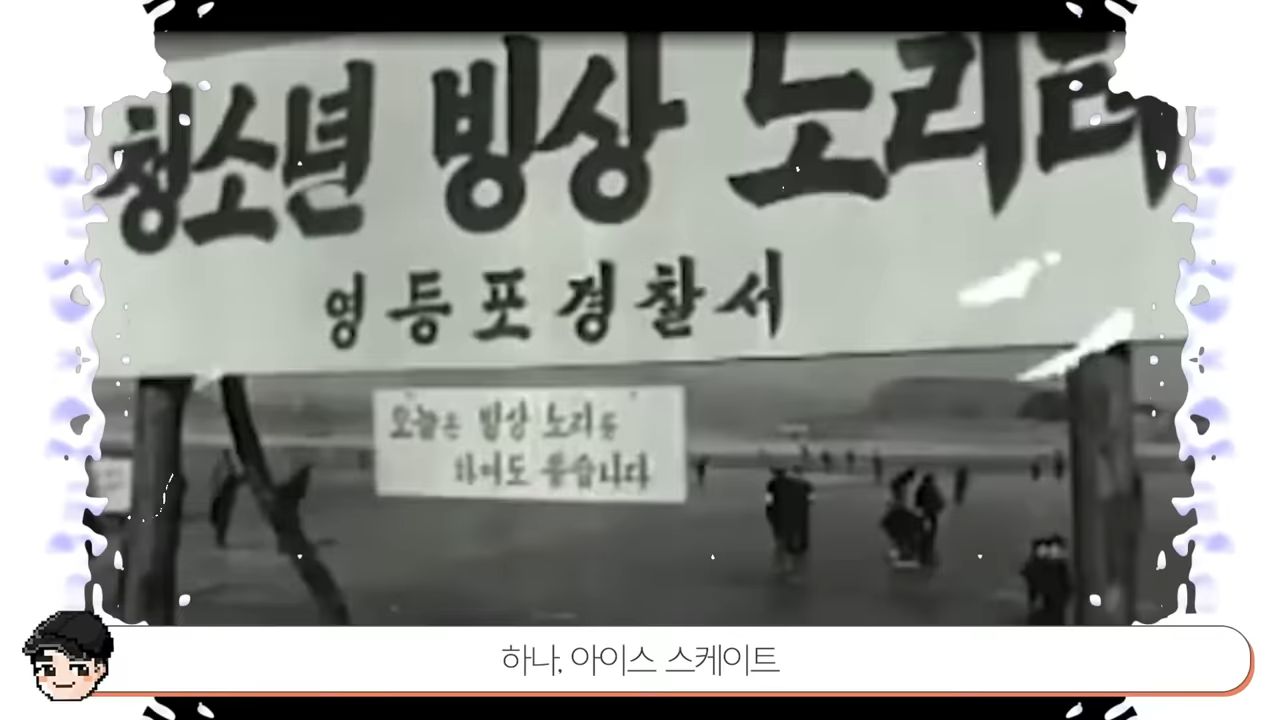 청소년 빙상 노리터
영등포경찰서
오늘은 빙상 노리를
하여도 좋습니다
하나, 아이스 스케이트